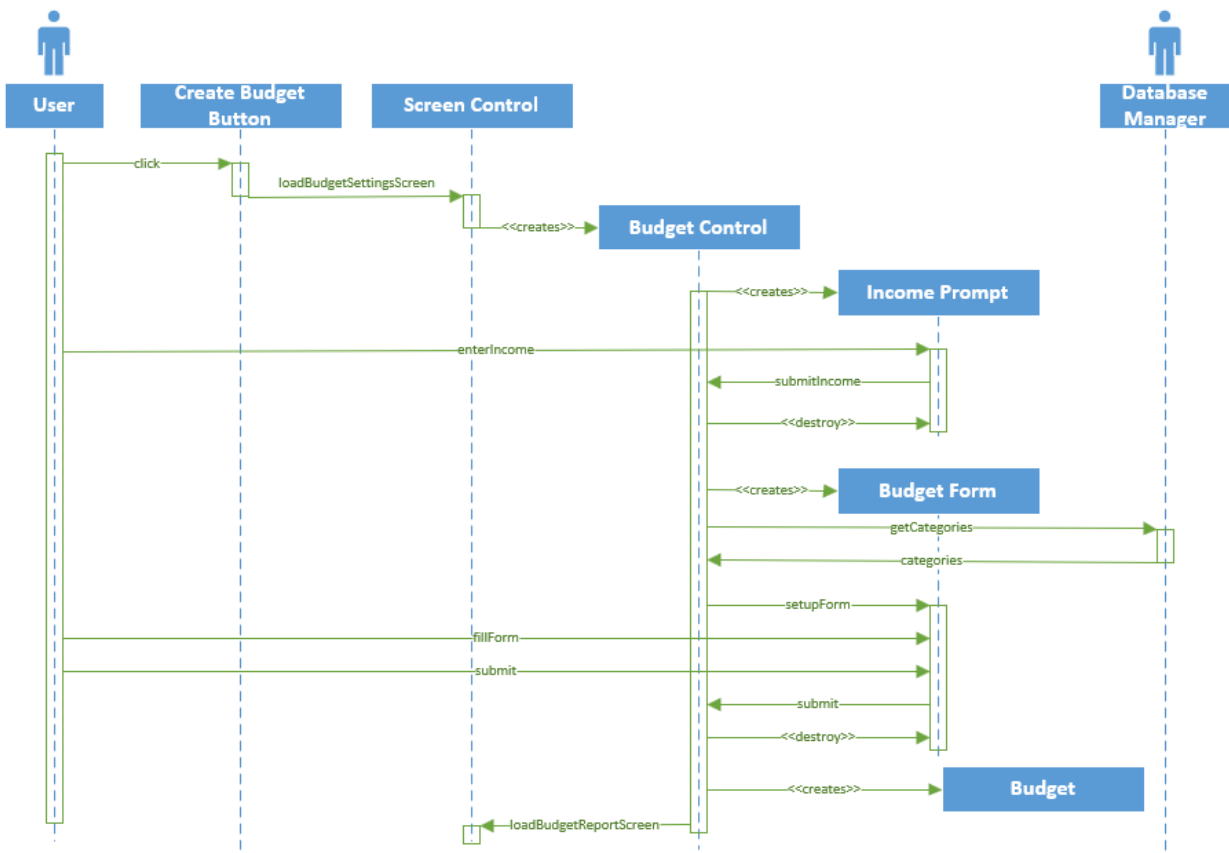 User
Create Budget
Button
Screen Control
Database
Manager
click
loadBudgetSettingsScreen
<<creates>>
Budget Control
<<creates>>
Income Prompt
enterIncome
submitIncome
<<destroy>>
<<creates>>
Budget Form
getCategories
categories
setupForm
fillForm
submit
submit
<<destroy>>
<<creates>>
Budget
loadBudgetReportScreen